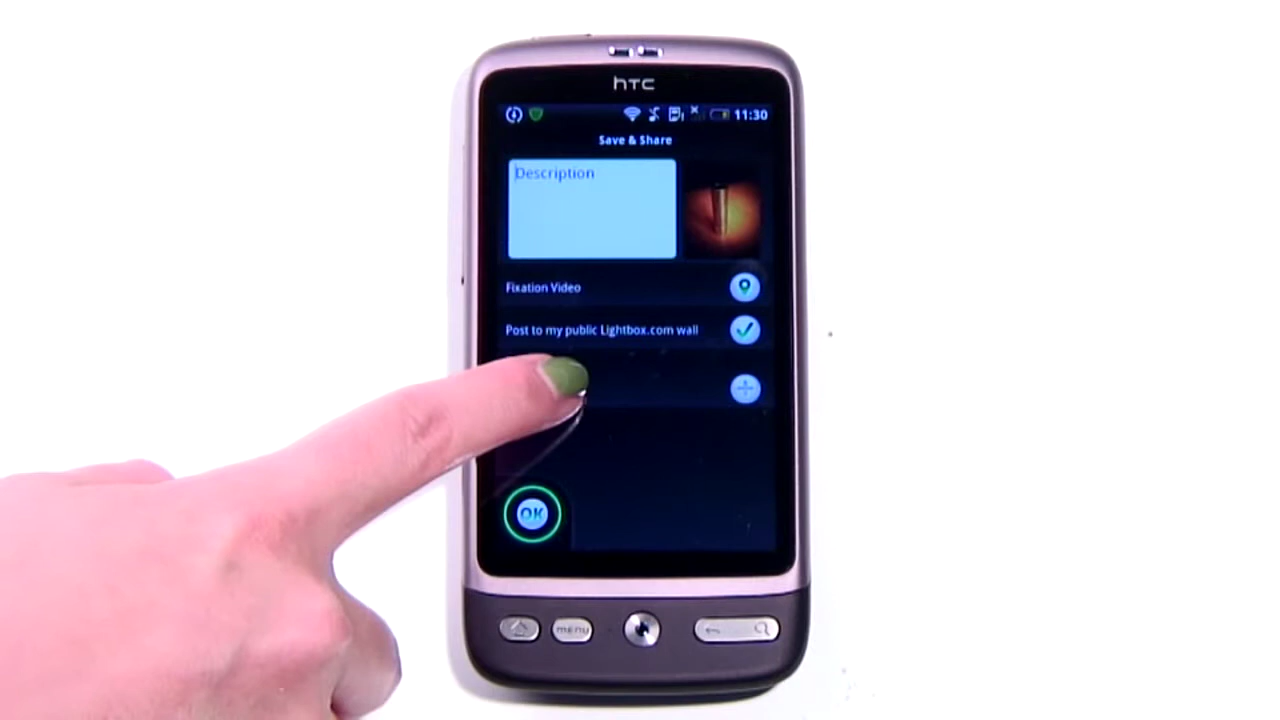 hTC
11:30
Save & Share
Description
Fixation Video
Post to my public Lightbox.com wall
OK
menu